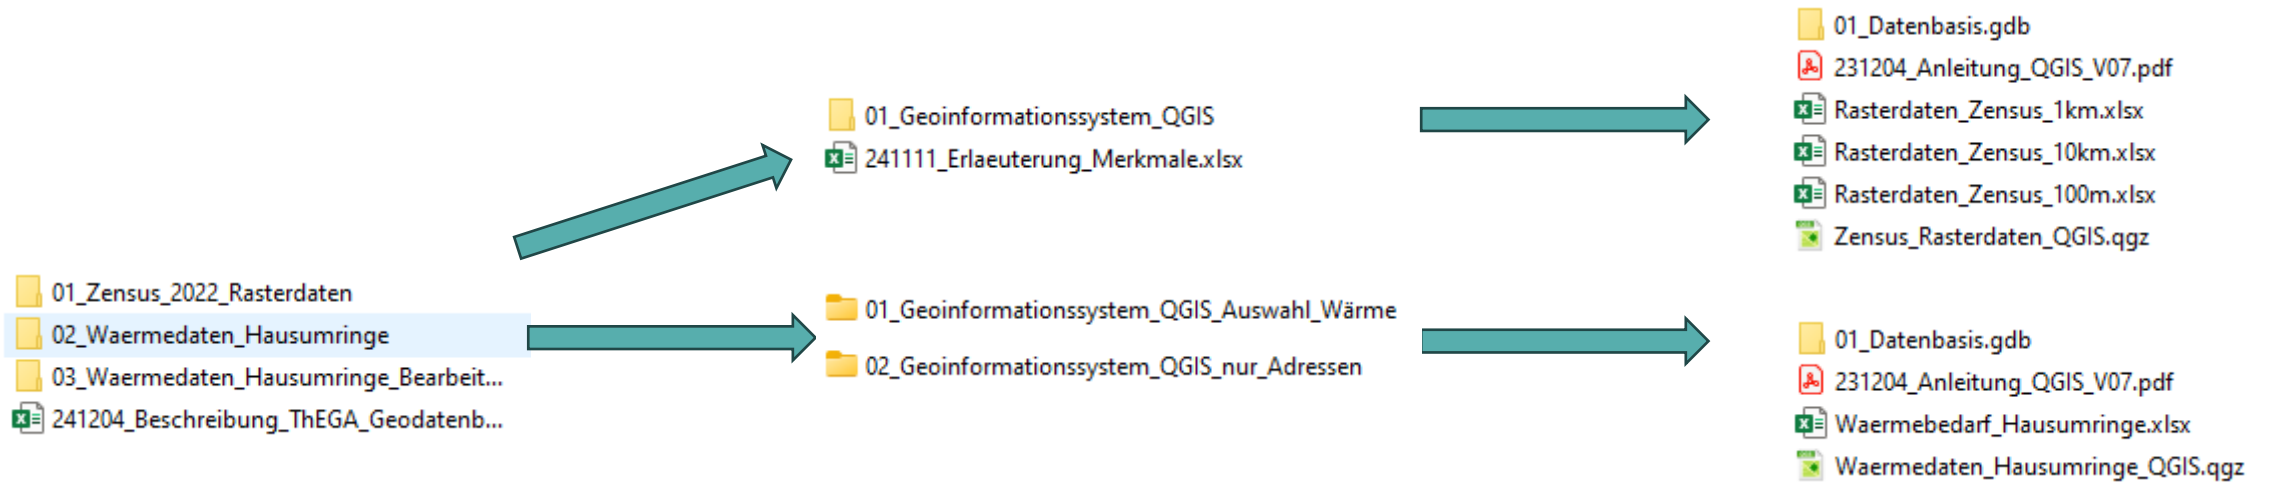 01_Zensus_2022_Rasterdaten
02_Waermedaten_Hausumringe
03_Waermedaten_Hausumringe_Bearbeit...
241204_Beschreibung_ThEGA_Geodatenb...
01_Geoinformationssystem_QGIS
241111_Erlaeuterung_Merkmale.xlsx
01_Geoinformationssystem_QGIS_Auswahl_Wärme
02_Geoinformationssystem_QGIS_nur_Adressen
01_Datenbasis.gdb
231204_Anleitung_QGIS_V07.pdf
Rasterdaten_Zensus_1km.xlsx
Rasterdaten_Zensus_10km.xlsx
Rasterdaten_Zensus_100m.xlsx
Zensus_Rasterdaten_QGIS.qgz
01_Datenbasis.gdb
231204_Anleitung_QGIS_V07.pdf
Waermebedarf_Hausumringe.xlsx
Waermedaten_Hausumringe_QGIS.qgz